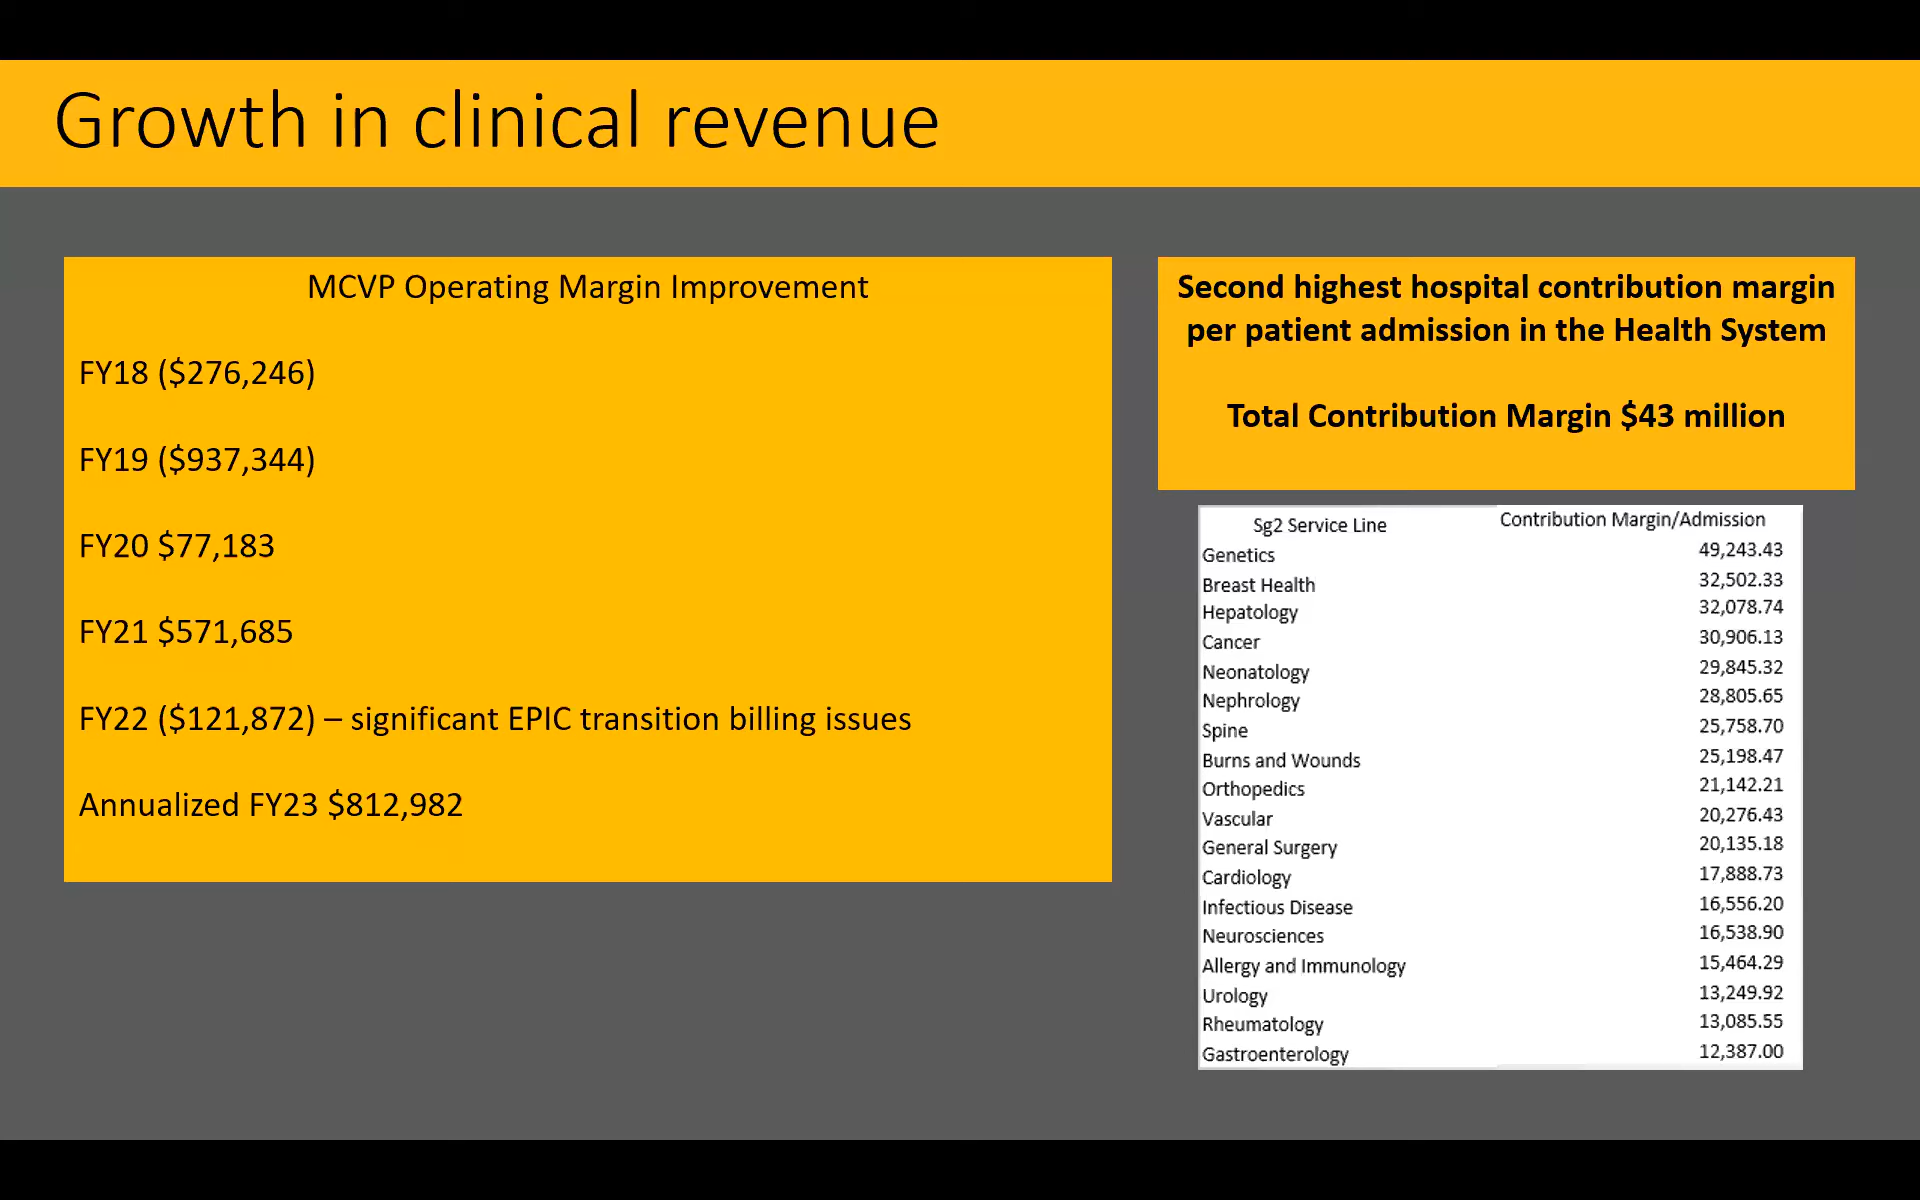 Growth in clinical revenue
MCVP Operating Margin Improvement
FY18 ($276,246)
FY19 ($937,344)
FY20 $77,183
FY21 $571,685
FY22 ($121,872) – significant EPIC transition billing issues
Annualized FY23 $812,982
Second highest hospital contribution margin
per patient admission in the Health System
Total Contribution Margin $43 million
Sg2 Service Line Contribution Margin/Admission
Genetics 49,243.43
Breast Health 32,502.33
Hepatology 32,078.74
Cancer 30,906.13
Neonatology 29,845.32
Nephrology 28,805.65
Spine 25,758.70
Burns and Wounds 25,198.47
Orthopedics 21,142.21
Vascular 20,276.43
General Surgery 20,135.18
Cardiology 17,888.73
Infectious Disease 16,556.20
Neurosciences 16,538.90
Allergy and Immunology 15,464.29
Urology 13,249.92
Rheumatology 13,085.55
Gastroenterology 12,387.00